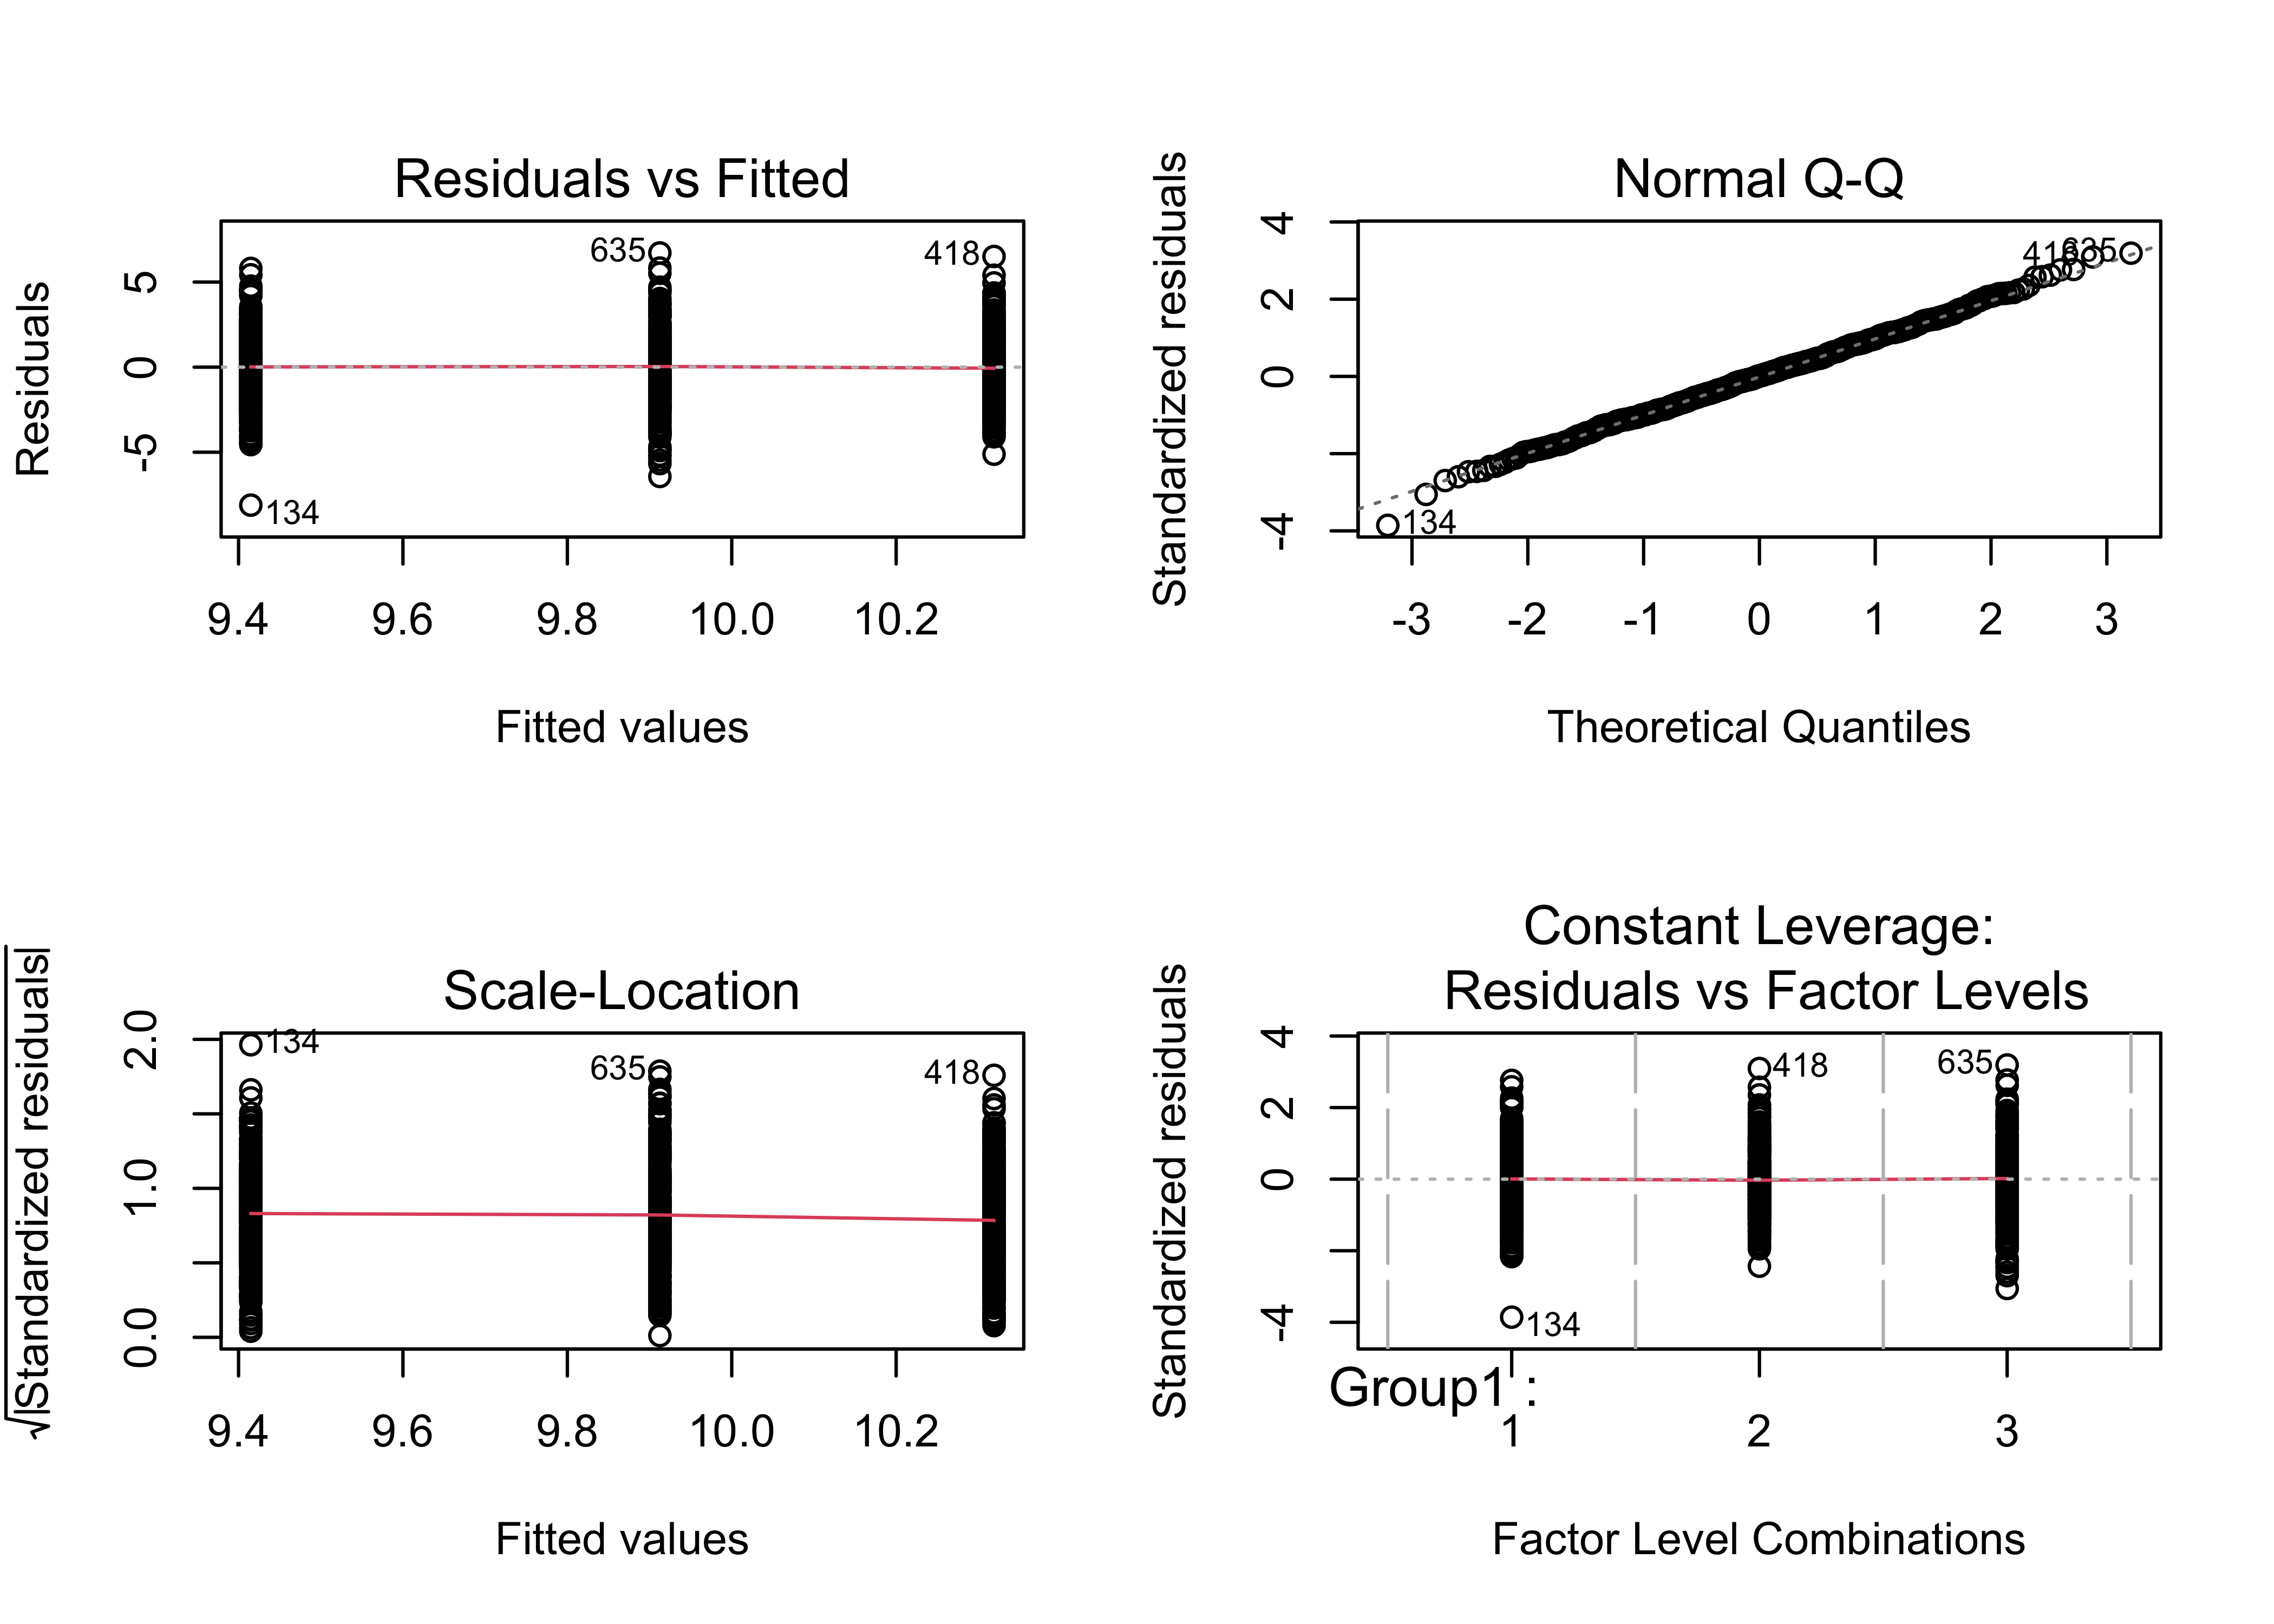 Residuals vs Fitted
Residuals
5
0
-5
635
418
134
9.4 9.6 9.8 10.0 10.2
Fitted values
Normal Q-Q
Standardized residuals
4
2
0
-4
418
635
134
-3 -2 -1 0 1 2 3
Theoretical Quantiles
Scale-Location
√|Standardized residuals|
2.0
1.0
0.0
134
635
418
9.4 9.6 9.8 10.0 10.2
Fitted values
Constant Leverage:
Residuals vs Factor Levels
Standardized residuals
4
2
0
-4
418
635
134
Group1 :
1 2 3
Factor Level Combinations